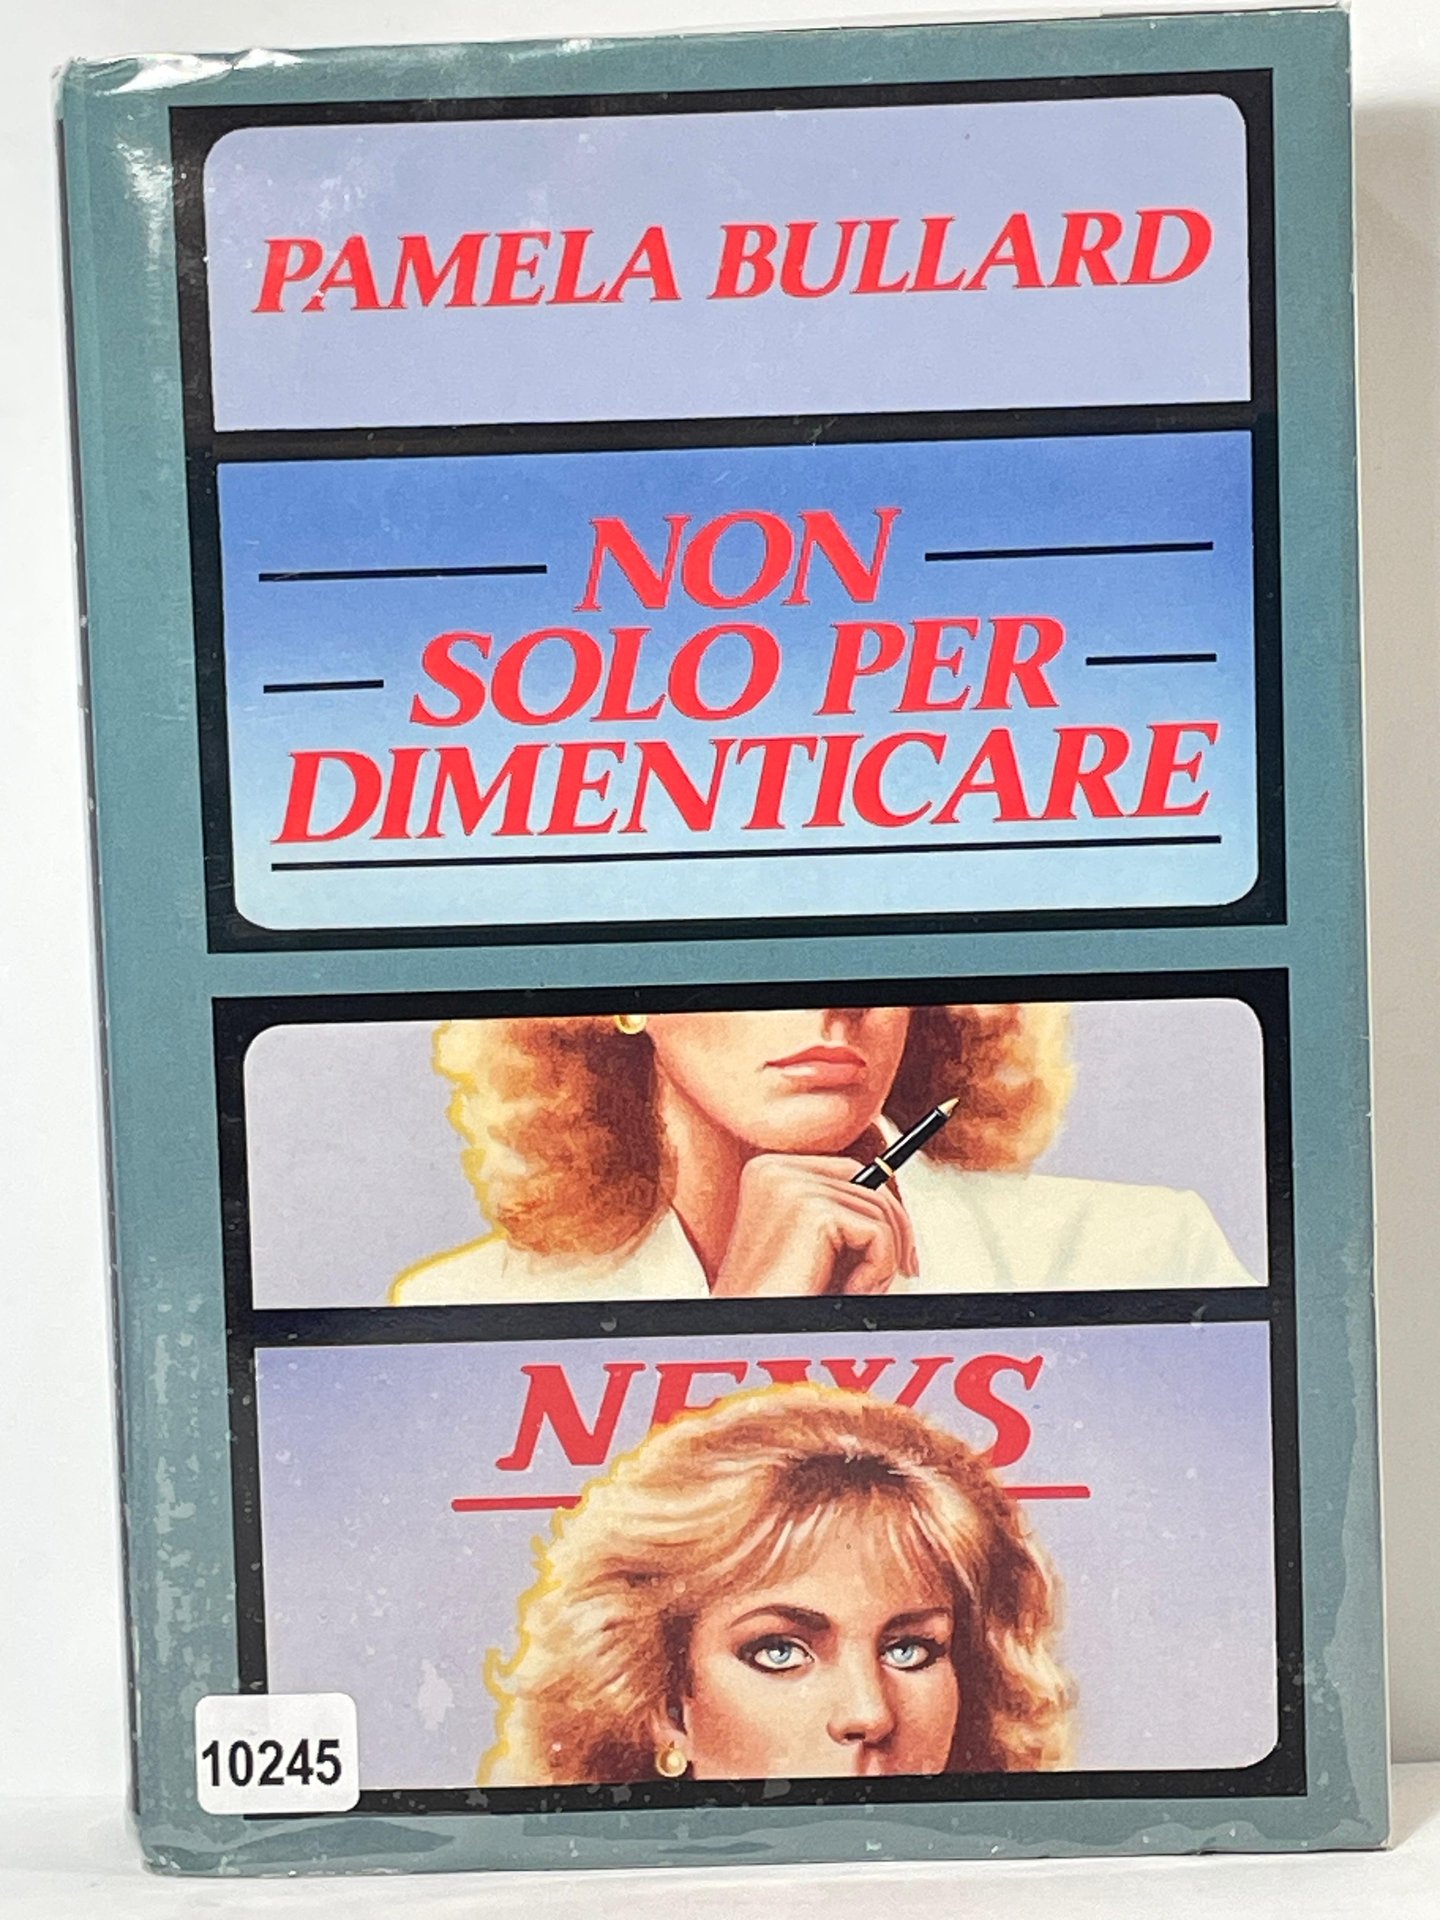 PAMELA BULLARD
NON
SOLO PER
DIMENTICARE
NEWS
10245